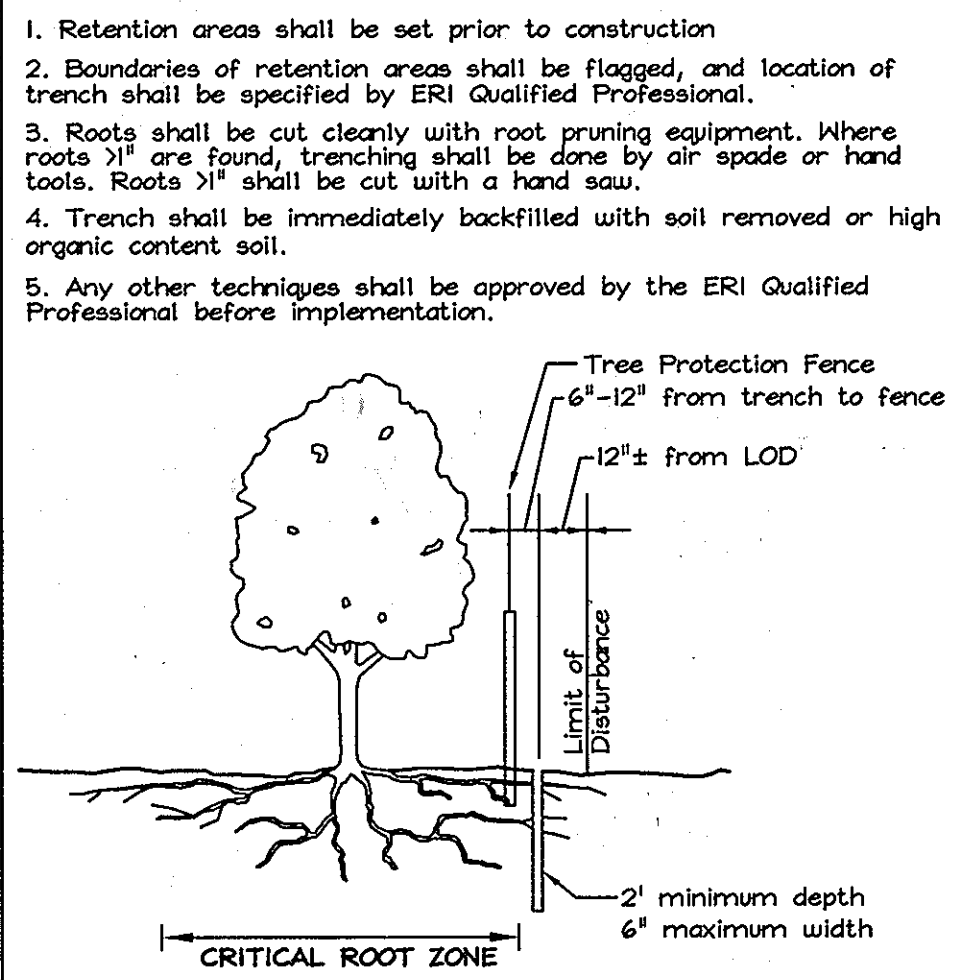 1. Retention areas shall be set prior to construction
2. Boundaries of retention areas shall be flagged, and location of
trench shall be specified by ERI Qualified Professional.
3. Roots shall be cut cleanly with root pruning equipment. Where
roots >1" are found, trenching shall be done by air spade or hand
tools. Roots >1" shall be cut with a hand saw.
4. Trench shall be immediately backfilled with soil removed or high
organic content soil.
5. Any other techniques shall be approved by the ERI Qualified
Professional before implementation.
Tree Protection Fence
6"-12" from trench to fence
12"± from LOD
Limit of
Disturbance
2' minimum depth
6" maximum width
CRITICAL ROOT ZONE